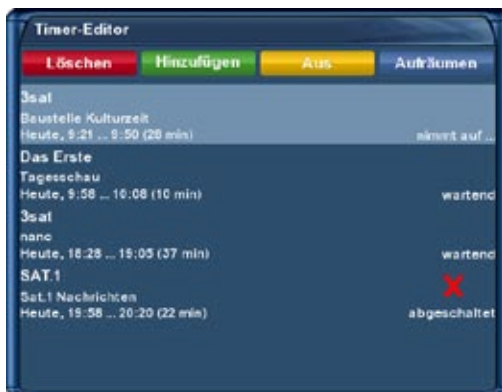 Timer-Editor
Löschen Hinzufügen Aus Aufräumen
3sat
Baustelle Kulturzeit
Heute, 9:21 ... 9:50 (28 min) nimmt auf ...
Das Erste
Tagesschau
Heute, 9:58 ... 10:08 (10 min) wartend
3sat
nano
Heute, 18:28 ... 19:05 (37 min) wartend
SAT.1
Sat.1 Nachrichten
Heute, 19:58 ... 20:20 (22 min) abgeschaltet